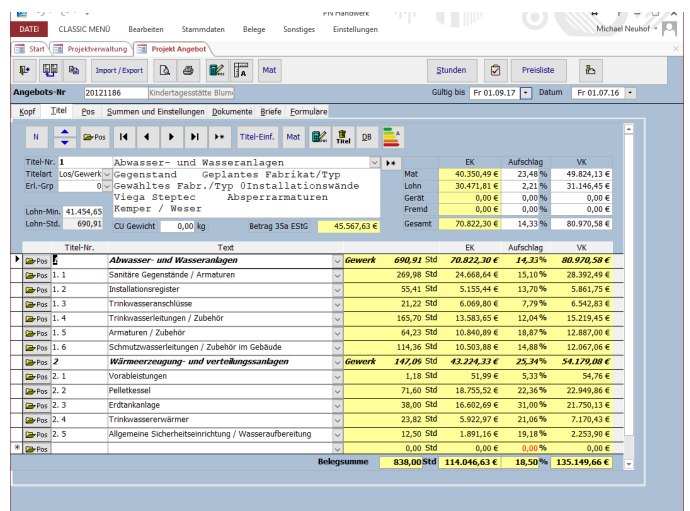 PN Handwerk
DATEI CLASSIC MENÜ Bearbeiten Stammdaten Belege Sonstiges Einstellungen Michael Neuhof
Start Projektverwaltung Projekt Angebot
Import/Export Mat Stunden Preisliste
Angebots-Nr 20121186 Kindertagesstätte Blum Gültig bis Fr 01.09.17 Datum Fr 01.07.16
Kopf Titel Pos Summen und Einstellungen Dokumente Briefe Formulare
N Pos Titel-Einf. Mat Titel DB
Titel-Nr. 1 Abwasser- und Wasseranlagen EK Aufschlag VK
Titelart Los/Gewerk Gegenstand Geplantes Fabrikat/Typ Mat 40.350,49 € 23,48 % 49.824,13 €
Erl.-Grp 0 Gewähltes Fabr./Typ 0Installationswände Lohn 30.471,81 € 2,21 % 31.146,45 €
Viega Steptec Absperrarmaturen Gerät 0,00 € 0,00 % 0,00 €
Lohn-Min. 41.454,65 Kemper / Weser Fremd 0,00 € 0,00 % 0,00 €
Lohn-Std. 690,91 CU Gewicht 0,00 kg Betrag 35a EStG 45.567,63 € Gesamt 70.822,30 € 14,33 % 80.970,58 €
Titel-Nr. Text EK Aufschlag VK
Pos 1 Abwasser- und Wasseranlagen Gewerk 690,91 Std 70.822,30 € 14,33% 80.970,58 €
Pos 1. 1 Sanitäre Gegenstände / Armaturen 269,98 Std 24.668,64 € 15,10 % 28.392,49 €
Pos 1. 2 Installationsregister 55,41 Std 5.155,44 € 13,70 % 5.861,75 €
Pos 1. 3 Trinkwasseranschlüsse 21,22 Std 6.069,80 € 7,79 % 6.542,83 €
Pos 1. 4 Trinkwasserleitungen / Zubehör 165,70 Std 13.583,65 € 12,04 % 15.219,45 €
Pos 1. 5 Armaturen / Zubehör 64,23 Std 10.840,89 € 18,87 % 12.887,00 €
Pos 1. 6 Schmutzwasserleitungen / Zubehör im Gebäude 114,36 Std 10.503,88 € 14,88 % 12.067,06 €
Pos 2 Wärmeerzeugung- und verteilungssanlagen Gewerk 147,09 Std 43.224,33 € 25,34% 54.179,08 €
Pos 2. 1 Vorableistungen 1,18 Std 51,99 € 5,33 % 54,76 €
Pos 2. 2 Pelletkessel 71,60 Std 18.755,52 € 22,36 % 22.949,86 €
Pos 2. 3 Erdtankanlage 38,00 Std 16.602,69 € 31,00 % 21.750,13 €
Pos 2. 4 Trinkwassererwärmer 23,82 Std 5.922,97 € 21,06 % 7.170,43 €
Pos 2. 5 Allgemeine Sicherheitseinrichtung / Wasseraufbereitung 12,50 Std 1.891,16 € 19,18 % 2.253,90 €
Pos 0,00 Std 0,00 € 0,00 % 0,00 €
Belegsumme 838,00 Std 114.046,63 € 18,50 % 135.149,66 €